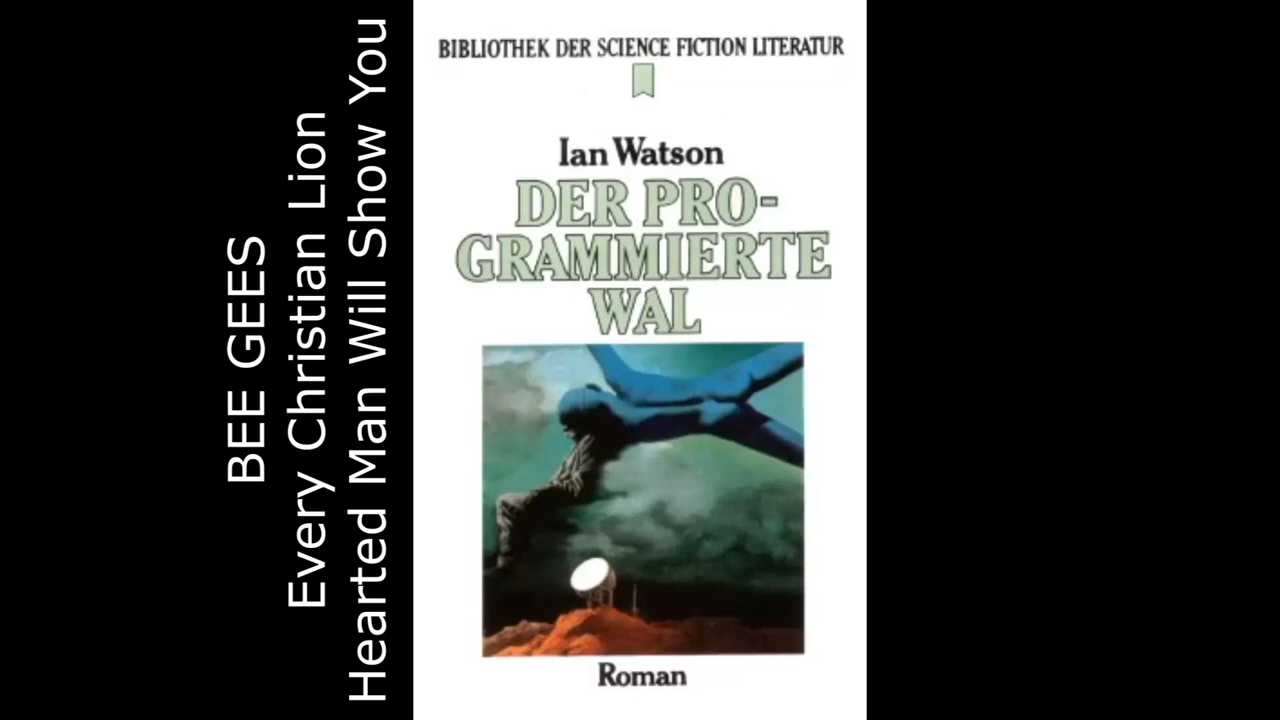 BEE GEES
Every Christian Lion
Hearted Man Will Show You
BIBLIOTHEK DER SCIENCE FICTION LITERATUR
Ian Watson
DER PRO-
GRAMMIERTE
WAL
Roman